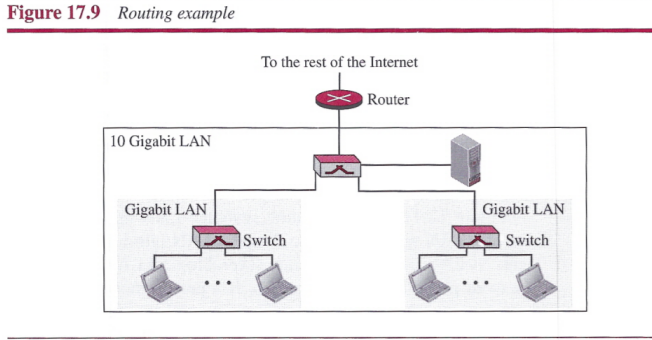 Figure 17.9 Routing example
To the rest of the Internet
Router
10 Gigabit LAN
Gigabit LAN
Gigabit LAN
Switch
Switch
• • •
• • •